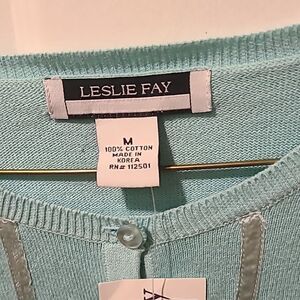 LESLIE FAY
M
100% COTTON
MADE IN
KOREA
RN# 112501